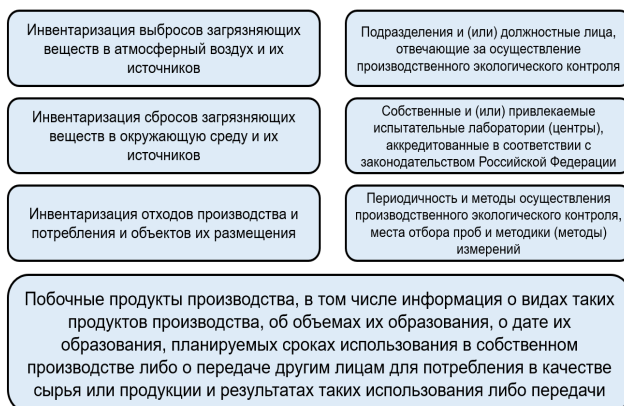 Инвентаризация выбросов загрязняющих
веществ в атмосферный воздух и их
источников
Подразделения и (или) должностные лица,
отвечающие за осуществление
производственного экологического контроля
Инвентаризация сбросов загрязняющих
веществ в окружающую среду и их
источников
Собственные и (или) привлекаемые
испытательные лаборатории (центры),
аккредитованные в соответствии с
законодательством Российской Федерации
Инвентаризация отходов производства и
потребления и объектов их размещения
Периодичность и методы осуществления
производственного экологического контроля,
места отбора проб и методики (методы)
измерений
Побочные продукты производства, в том числе информация о видах таких
продуктов производства, об объемах их образования, о дате их
образования, планируемых сроках использования в собственном
производстве либо о передаче другим лицам для потребления в качестве
сырья или продукции и результатах таких использования либо передачи